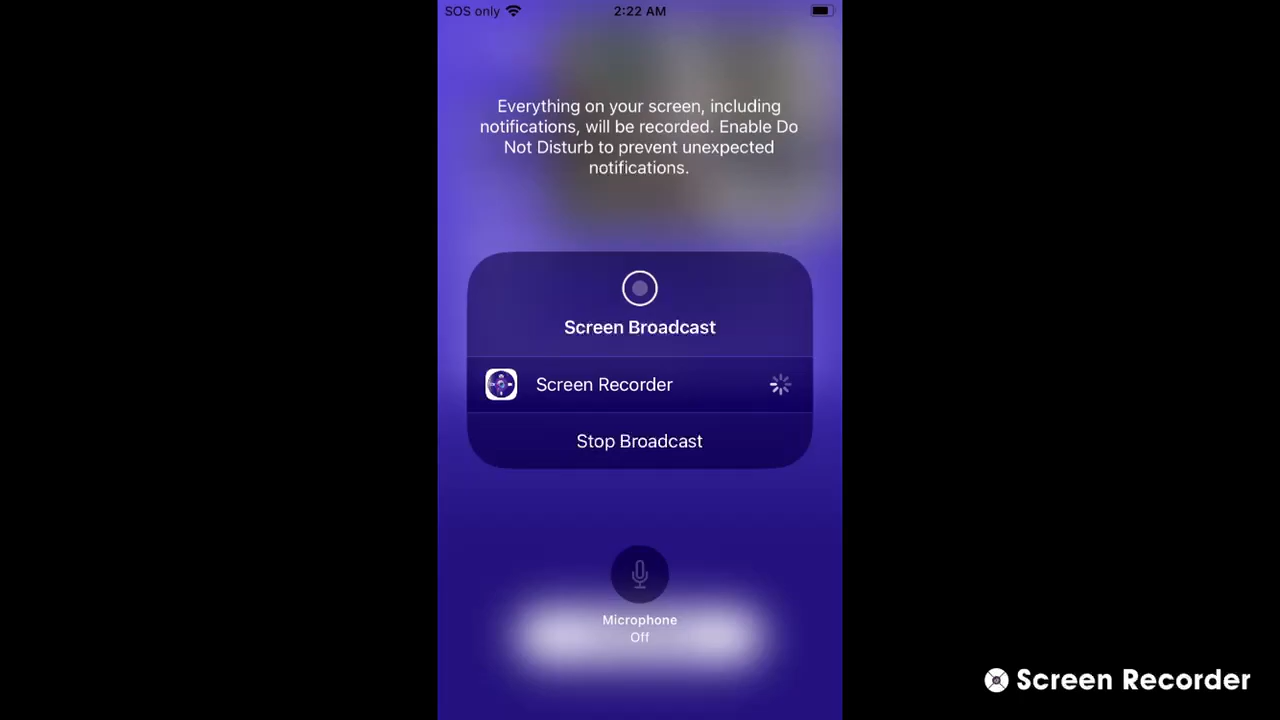 SOS only
2:22 AM
Everything on your screen, including
notifications, will be recorded. Enable Do
Not Disturb to prevent unexpected
notifications.
Screen Broadcast
Screen Recorder
Stop Broadcast
Microphone
Off
Screen Recorder